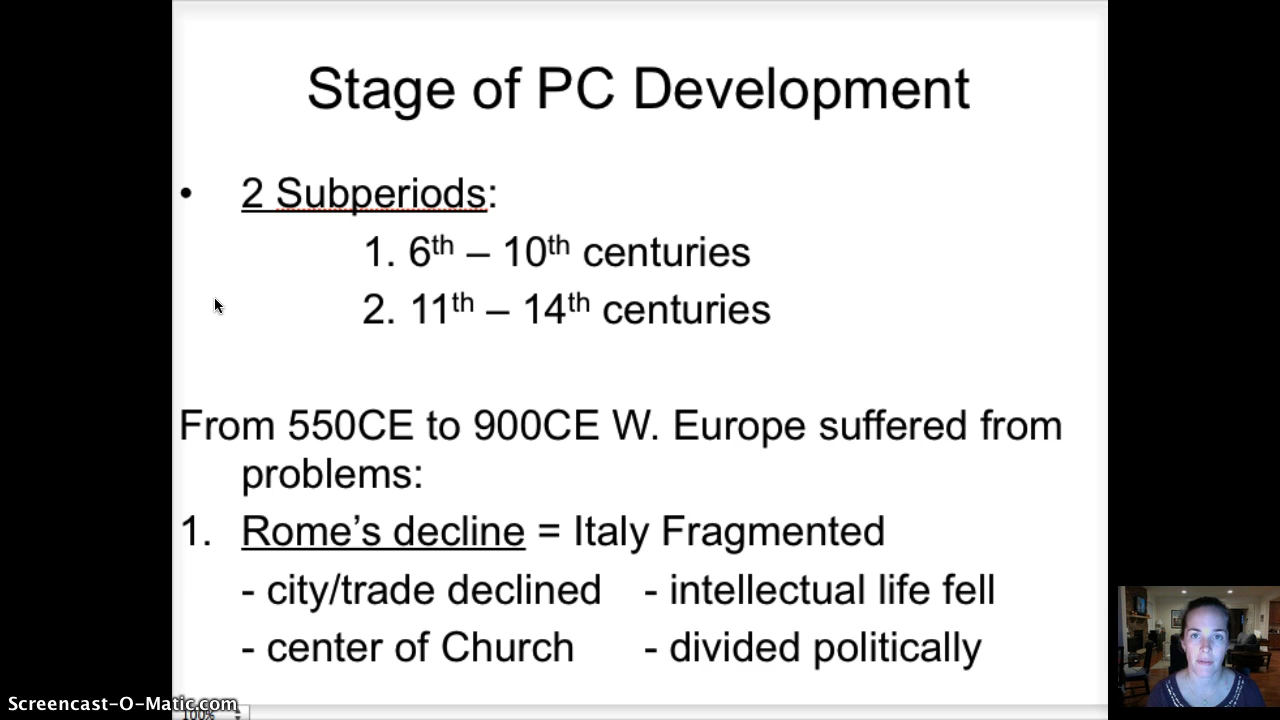 Stage of PC Development
• 2 Subperiods:
1. 6th – 10th centuries
2. 11th – 14th centuries
From 550CE to 900CE W. Europe suffered from
problems:
1. Rome’s decline = Italy Fragmented
- city/trade declined - intellectual life fell
- center of Church - divided politically
Screencast-O-Matic.com
100%